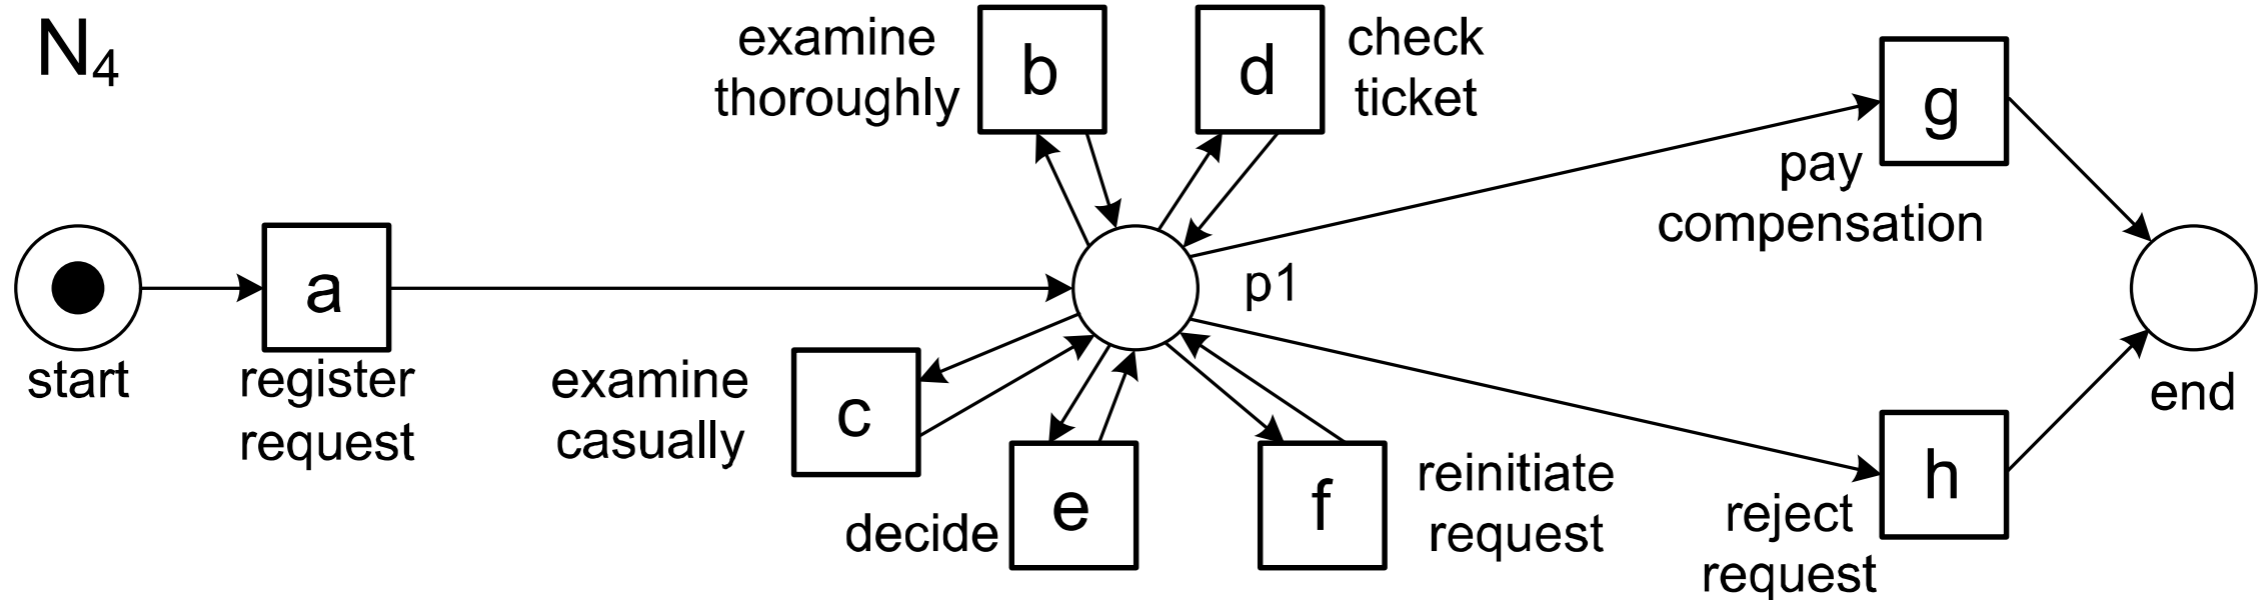 N4
examine
thoroughly
b
d
check
ticket
g
pay
compensation
start
a
register
request
p1
end
examine
casually
c
decide
e
f
reinitiate
request
h
reject
request